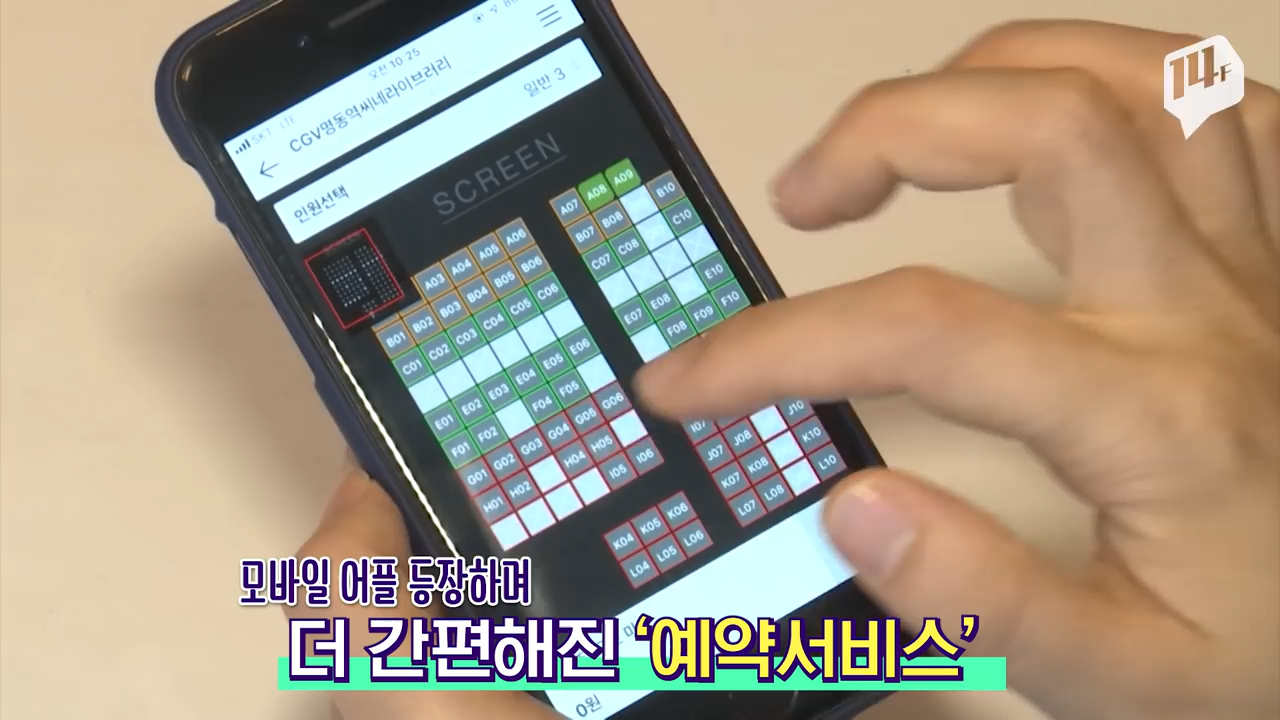 14F
SKT LTE
오전 10:25
CGV명동역씨네라이브러리
인원선택
일반 3
SCREEN
A03 A04 A05 A06 A07 A08 A09
B01 B02 B03 B04 B05 B06 B07 B08 B10
C01 C02 C03 C04 C05 C06 C07 C08 C10
E01 E02 E03 E04 E05 E06 E07 E08 E10
F01 F02 F04 F05 F08 F09 F10
G01 G02 G03 G04 G05 G06
H01 H02 H04 H05
I05 I06 I07
J07 J08 J10
K04 K05 K06 K07 K08 K10
L04 L05 L06 L07 L08 L10
모바일 어플 등장하며
더 간편해진 ‘예약서비스’
0원